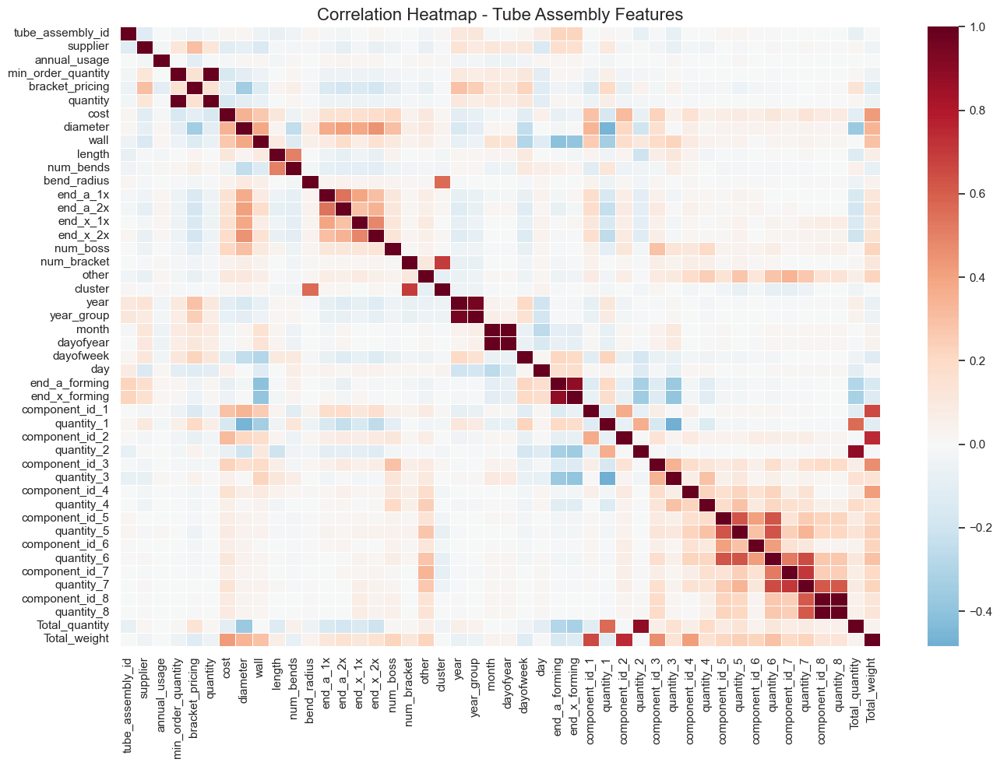 Correlation Heatmap - Tube Assembly Features
tube_assembly_id
supplier
annual_usage
min_order_quantity
bracket_pricing
quantity
cost
diameter
wall
length
num_bends
bend_radius
end_a_1x
end_a_2x
end_x_1x
end_x_2x
num_boss
num_bracket
other
cluster
year
year_group
month
dayofyear
dayofweek
day
end_a_forming
end_x_forming
component_id_1
quantity_1
component_id_2
quantity_2
component_id_3
quantity_3
component_id_4
quantity_4
component_id_5
quantity_5
component_id_6
quantity_6
component_id_7
quantity_7
component_id_8
quantity_8
Total_quantity
Total_weight
tube_assembly_id
supplier
annual_usage
min_order_quantity
bracket_pricing
quantity
cost
diameter
wall
length
num_bends
bend_radius
end_a_1x
end_a_2x
end_x_1x
end_x_2x
num_boss
num_bracket
other
cluster
year
year_group
month
dayofyear
dayofweek
day
end_a_forming
end_x_forming
component_id_1
quantity_1
component_id_2
quantity_2
component_id_3
quantity_3
component_id_4
quantity_4
component_id_5
quantity_5
component_id_6
quantity_6
component_id_7
quantity_7
component_id_8
quantity_8
Total_quantity
Total_weight
1.0
0.8
0.6
0.4
0.2
0.0
−0.2
−0.4